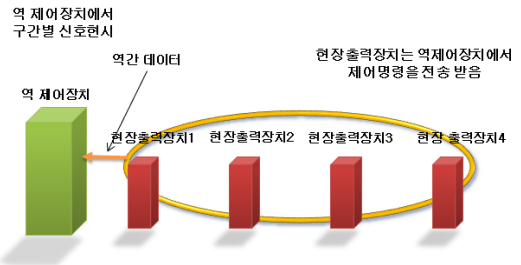 역 제어장치에서
구간별 신호현시
역간 데이터
현장출력장치는 역제어장치에서
제어명령을 전송 받음
역 제어장치
현장출력장치1
현장출력장치2
현장출력장치3
현장 출력장치4